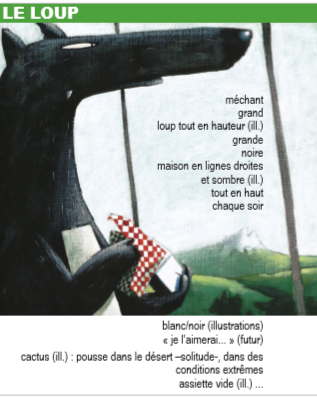 LE LOUP
méchant
grand
loup tout en hauteur (ill.)
grande
noire
maison en lignes droites
et sombre (ill.)
tout en haut
chaque soir
blanc/noir (illustrations)
« je l'aimerai... » (futur)
cactus (ill.) : pousse dans le désert –solitude-, dans des
conditions extrêmes
assiette vide (ill.) ...